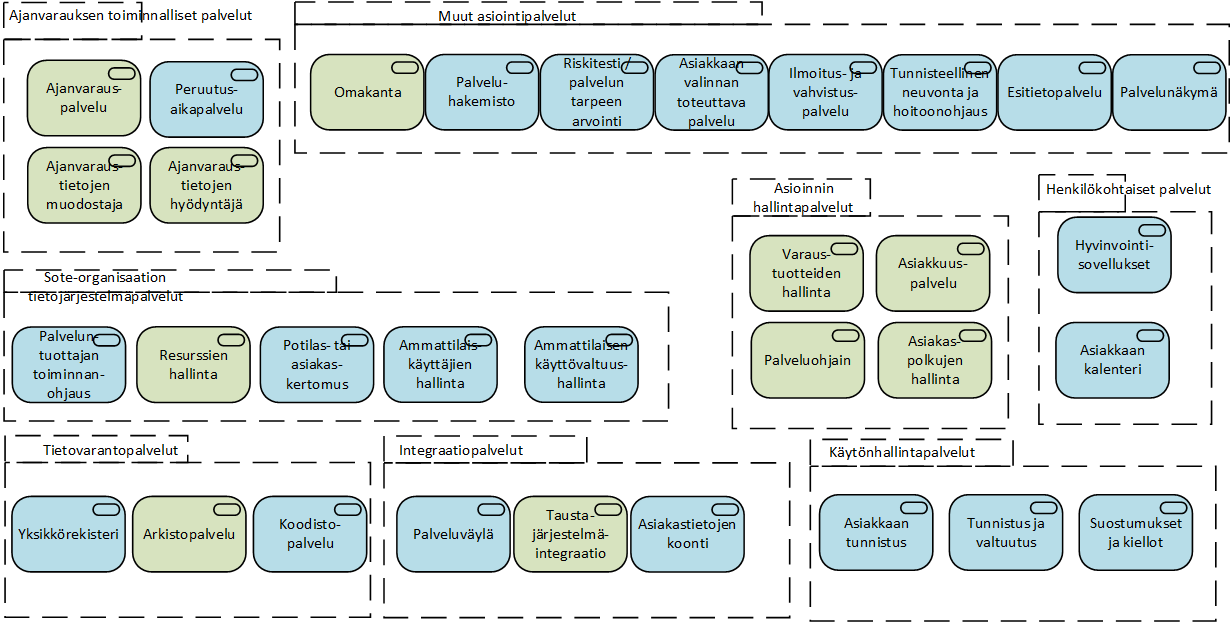 Ajanvarauksen toiminnalliset palvelut
Ajanvaraus-
palvelu
Peruutus-
aikapalvelu
Ajanvaraus-
tietojen
muodostaja
Ajanvaraus-
tietojen
hyödyntäjä
Muut asiointipalvelut
Omakanta
Palvelu-
hakemisto
Riskitesti /
palvelun
tarpeen
arvointi
Asiakkaan
valinnan
toteuttava
palvelu
Ilmoitus- ja
vahvistus-
palvelu
Tunnisteellinen
neuvonta ja
hoitoonohjaus
Esitietopalvelu
Palvelunäkymä
Asioinnin
hallintapalvelut
Varaus-
tuotteiden
hallinta
Asiakkuus-
palvelu
Palveluohjain
Asiakas-
polkujen
hallinta
Henkilökohtaiset palvelut
Hyvinvointi-
sovellukset
Asiakkaan
kalenteri
Sote-organisaation
tietojärjestelmäpalvelut
Palvelun-
tuottajan
toiminnan-
ohjaus
Resurssien
hallinta
Potilas- tai
asiakas-
kertomus
Ammattilais-
käyttäjien
hallinta
Ammattilaisen
käyttövaltuus-
hallinta
Tietovarantopalvelut
Yksikkörekisteri
Arkistopalvelu
Koodisto-
palvelu
Integraatiopalvelut
Palveluväylä
Tausta-
järjestelmä-
integraatio
Asiakastietojen
koonti
Käytönhallintapalvelut
Asiakkaan
tunnistus
Tunnistus ja
valtuutus
Suostumukset
ja kiellot